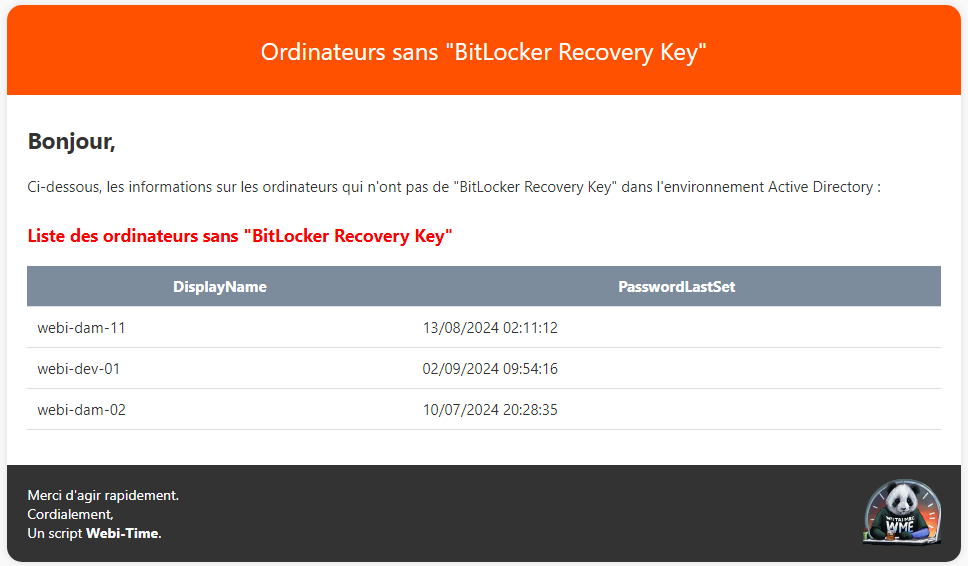 Ordinateurs sans "BitLocker Recovery Key"
Bonjour,
Ci-dessous, les informations sur les ordinateurs qui n'ont pas de "BitLocker Recovery Key" dans l'environnement Active Directory :
Liste des ordinateurs sans "BitLocker Recovery Key"
DisplayName PasswordLastSet
webi-dam-11 13/08/2024 02:11:12
webi-dev-01 02/09/2024 09:54:16
webi-dam-02 10/07/2024 20:28:35
Merci d'agir rapidement.
Cordialement,
Un script Webi-Time.
WME